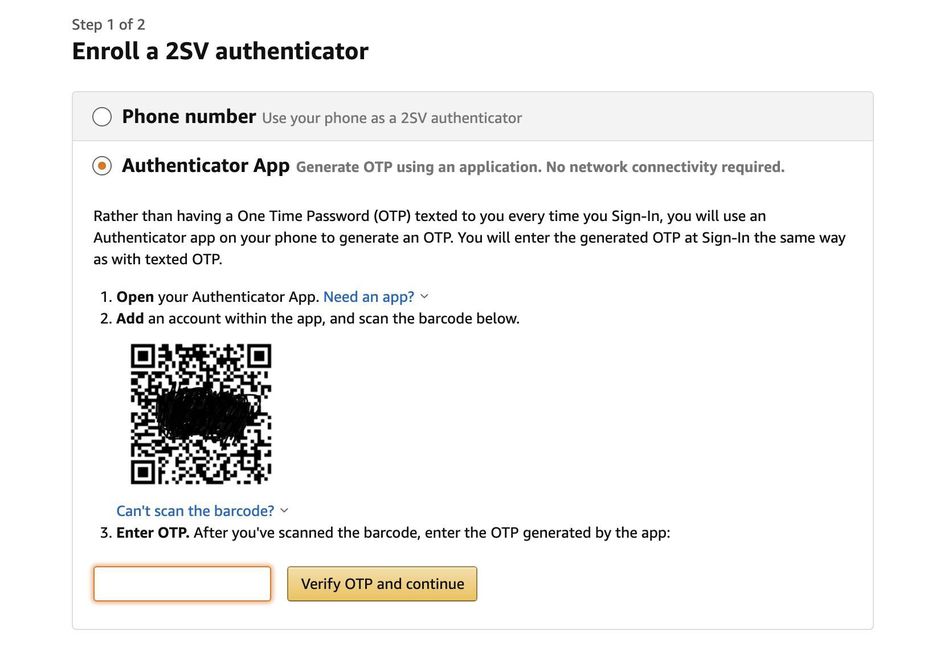 Step 1 of 2
Enroll a 2SV authenticator
Phone number Use your phone as a 2SV authenticator
Authenticator App Generate OTP using an application. No network connectivity required.
Rather than having a One Time Password (OTP) texted to you every time you Sign-In, you will use an
Authenticator app on your phone to generate an OTP. You will enter the generated OTP at Sign-In the same way
as with texted OTP.
1. Open your Authenticator App. Need an app?
2. Add an account within the app, and scan the barcode below.
Can't scan the barcode?
3. Enter OTP. After you've scanned the barcode, enter the OTP generated by the app:
Verify OTP and continue